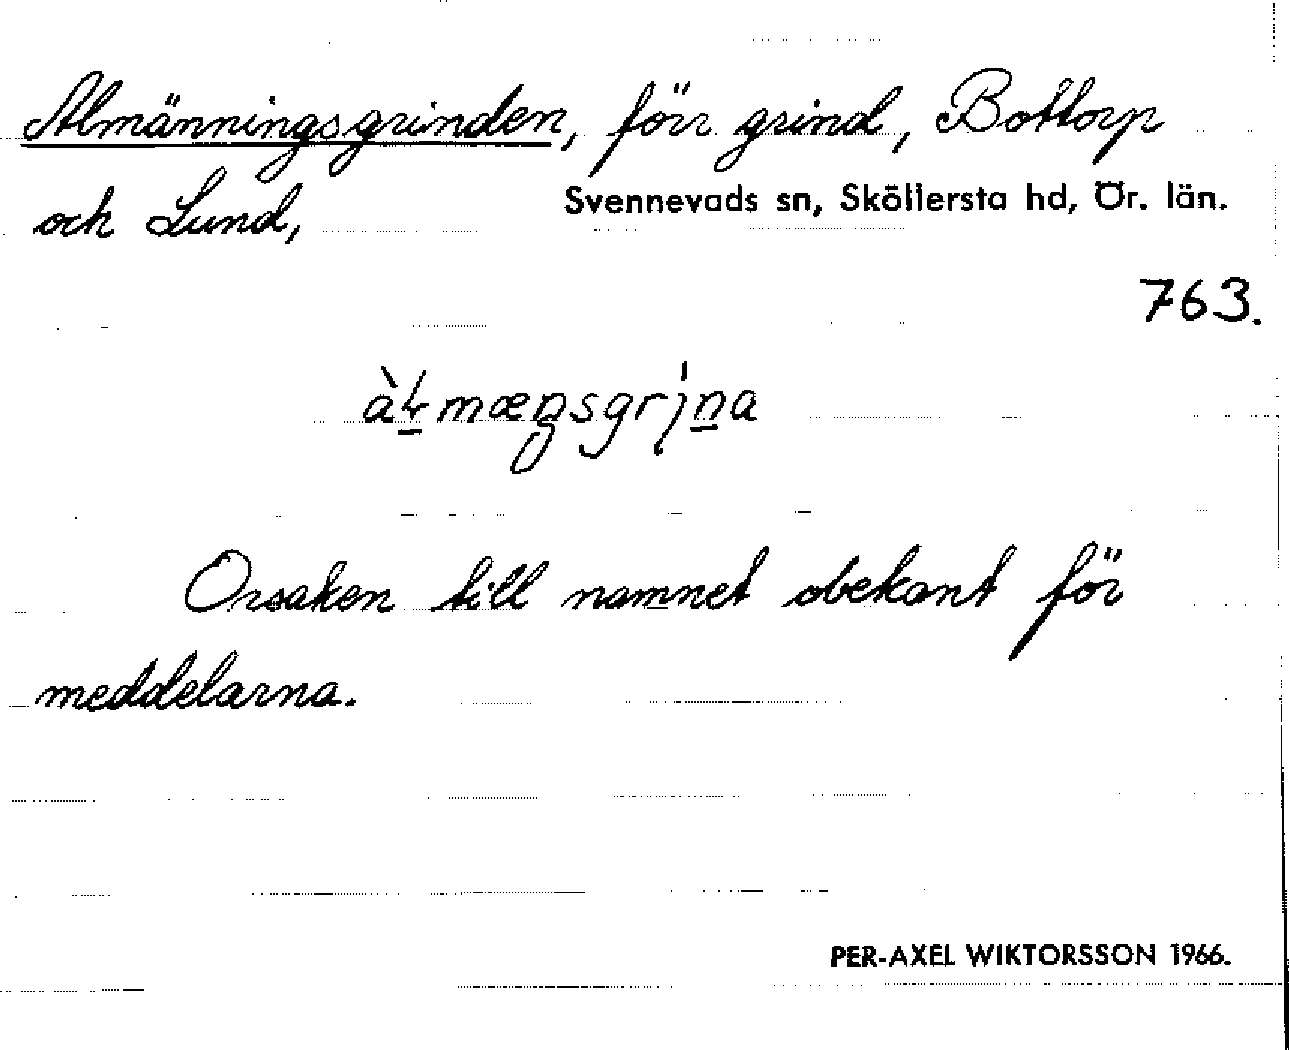 Almänningsgrinden, förr grind, Bottorp
och Lund,
Svennevads sn, Sköllersta hd, Ör. län.
763.
Orsaken till namnet obekant för
meddelarna.
PER-AXEL WIKTORSSON 1966.